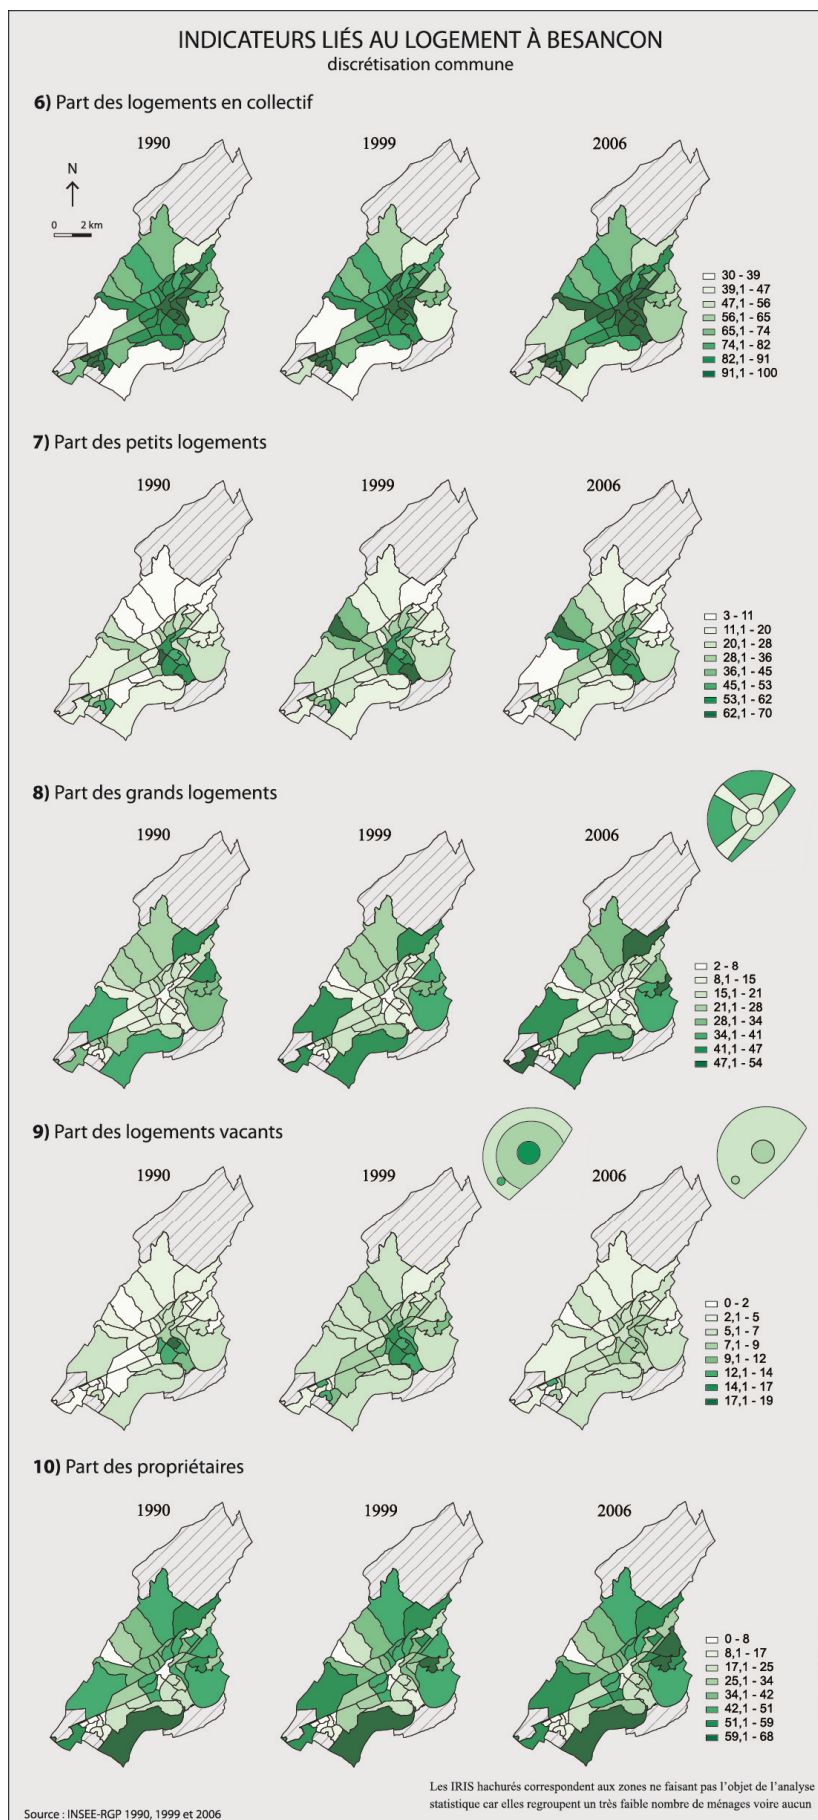 INDICATEURS LIÉS AU LOGEMENT À BESANCON
discrétisation commune
6) Part des logements en collectif
1990
1999
2006
N
0 2 km
30 - 39
39,1 - 47
47,1 - 56
56,1 - 65
65,1 - 74
74,1 - 82
82,1 - 91
91,1 - 100
7) Part des petits logements
1990
1999
2006
3 - 11
11,1 - 20
20,1 - 28
28,1 - 36
36,1 - 45
45,1 - 53
53,1 - 62
62,1 - 70
8) Part des grands logements
1990
1999
2006
2 - 8
8,1 - 15
15,1 - 21
21,1 - 28
28,1 - 34
34,1 - 41
41,1 - 47
47,1 - 54
9) Part des logements vacants
1990
1999
2006
0 - 2
2,1 - 5
5,1 - 7
7,1 - 9
9,1 - 12
12,1 - 14
14,1 - 17
17,1 - 19
10) Part des propriétaires
1990
1999
2006
0 - 8
8,1 - 17
17,1 - 25
25,1 - 34
34,1 - 42
42,1 - 51
51,1 - 59
59,1 - 68
Les IRIS hachurés correspondent aux zones ne faisant pas l'objet de l'analyse
statistique car elles regroupent un très faible nombre de ménages voire aucun
Source : INSEE-RGP 1990, 1999 et 2006